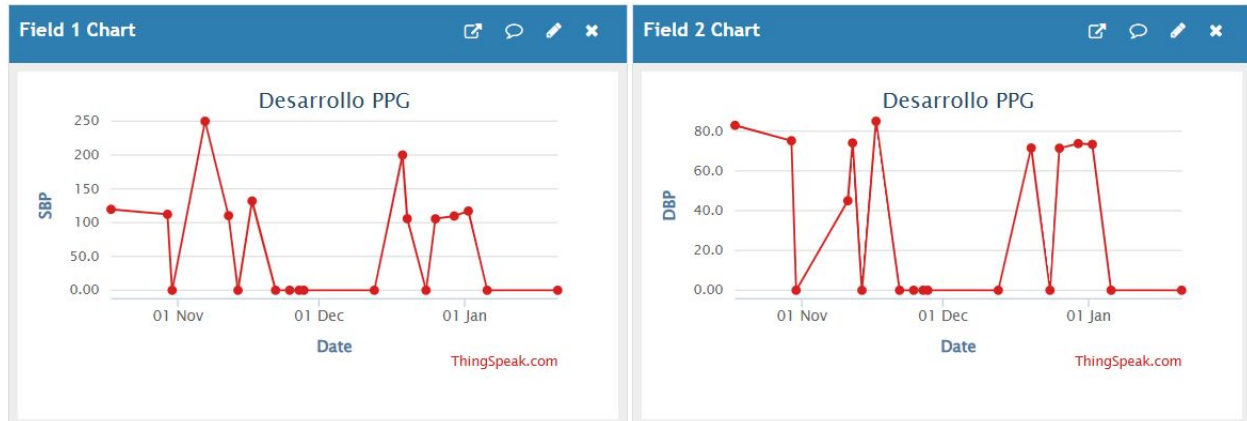 Field 1 Chart
Desarrollo PPG
250
200
150
100
50.0
0.00
SBP
01 Nov
01 Dec
01 Jan
Date
ThingSpeak.com
Field 2 Chart
Desarrollo PPG
80.0
60.0
40.0
20.0
0.00
DBP
01 Nov
01 Dec
01 Jan
Date
ThingSpeak.com